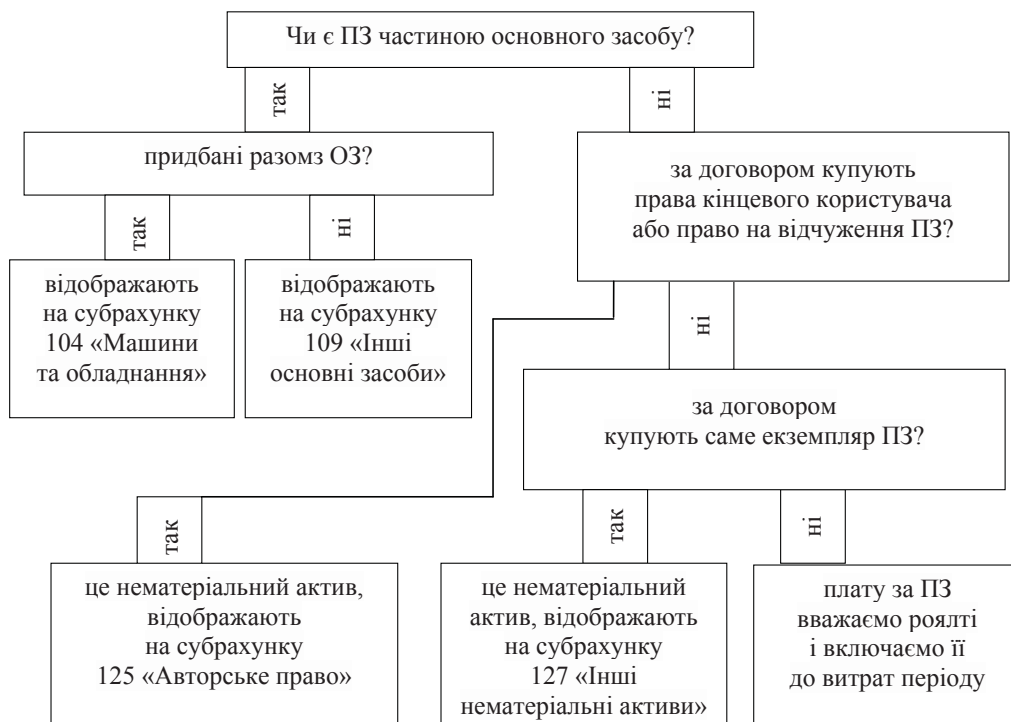 Чи є ПЗ частиною основного засобу?
так
ні
придбані разомз ОЗ?
за договором купують
права кінцевого користувача
або право на відчуження ПЗ?
так
ні
відображають
на субрахунку
104 «Машини
та обладнання»
відображають
на субрахунку
109 «Інші
основні засоби»
ні
за договором
купують саме екземпляр ПЗ?
так
так
ні
це нематеріальний актив,
відображають
на субрахунку
125 «Авторське право»
це нематеріальний
актив, відображають
на субрахунку
127 «Інші
нематеріальні активи»
плату за ПЗ
вважаємо роялті
і включаємо її
до витрат періоду